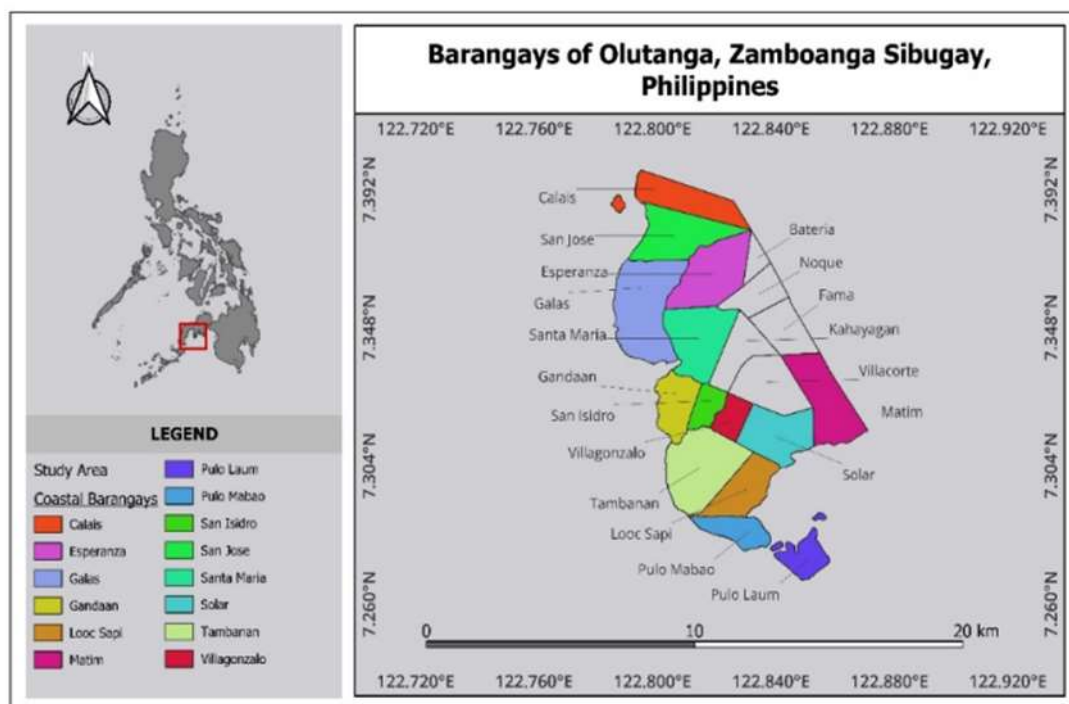 N
Barangays of Olutanga, Zamboanga Sibugay,
Philippines
122.720°E 122.760°E 122.800°E 122.840°E 122.880°E 122.920°E
7.392°N
7.348°N
7.304°N
7.260°N
Calais
San Jose
Esperanza
Galas
Santa Maria
Gandaan
San Isidro
Villagonzalo
Tambanan
Looc Sapi
Pulo Mabao
Pulo Laum
Bateria
Noque
Fama
Kahayagan
Villacorte
Matim
Solar
7.392°N
7.348°N
7.304°N
7.260°N
0 10 20 km
122.720°E 122.760°E 122.800°E 122.840°E 122.880°E 122.920°E
LEGEND
Study Area
Coastal Barangays
Calais
Esperanza
Galas
Gandaan
Looc Sapi
Matim
Pulo Laum
Pulo Mabao
San Isidro
San Jose
Santa Maria
Solar
Tambanan
Villagonzalo